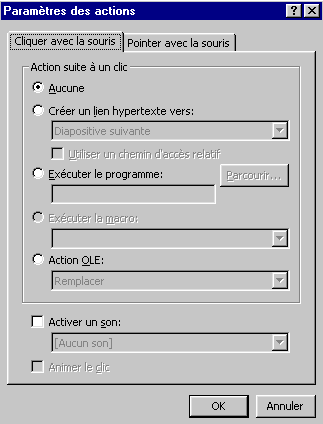 Paramètres des actions
Cliquer avec la souris
Pointer avec la souris
Action suite à un clic
Aucune
Créer un lien hypertexte vers:
Diapositive suivante
Utiliser un chemin d'accès relatif
Exécuter le programme:
Parcourir...
Exécuter la macro:
Action OLE:
Remplacer
Activer un son:
[Aucun son]
Animer le clic
OK
Annuler